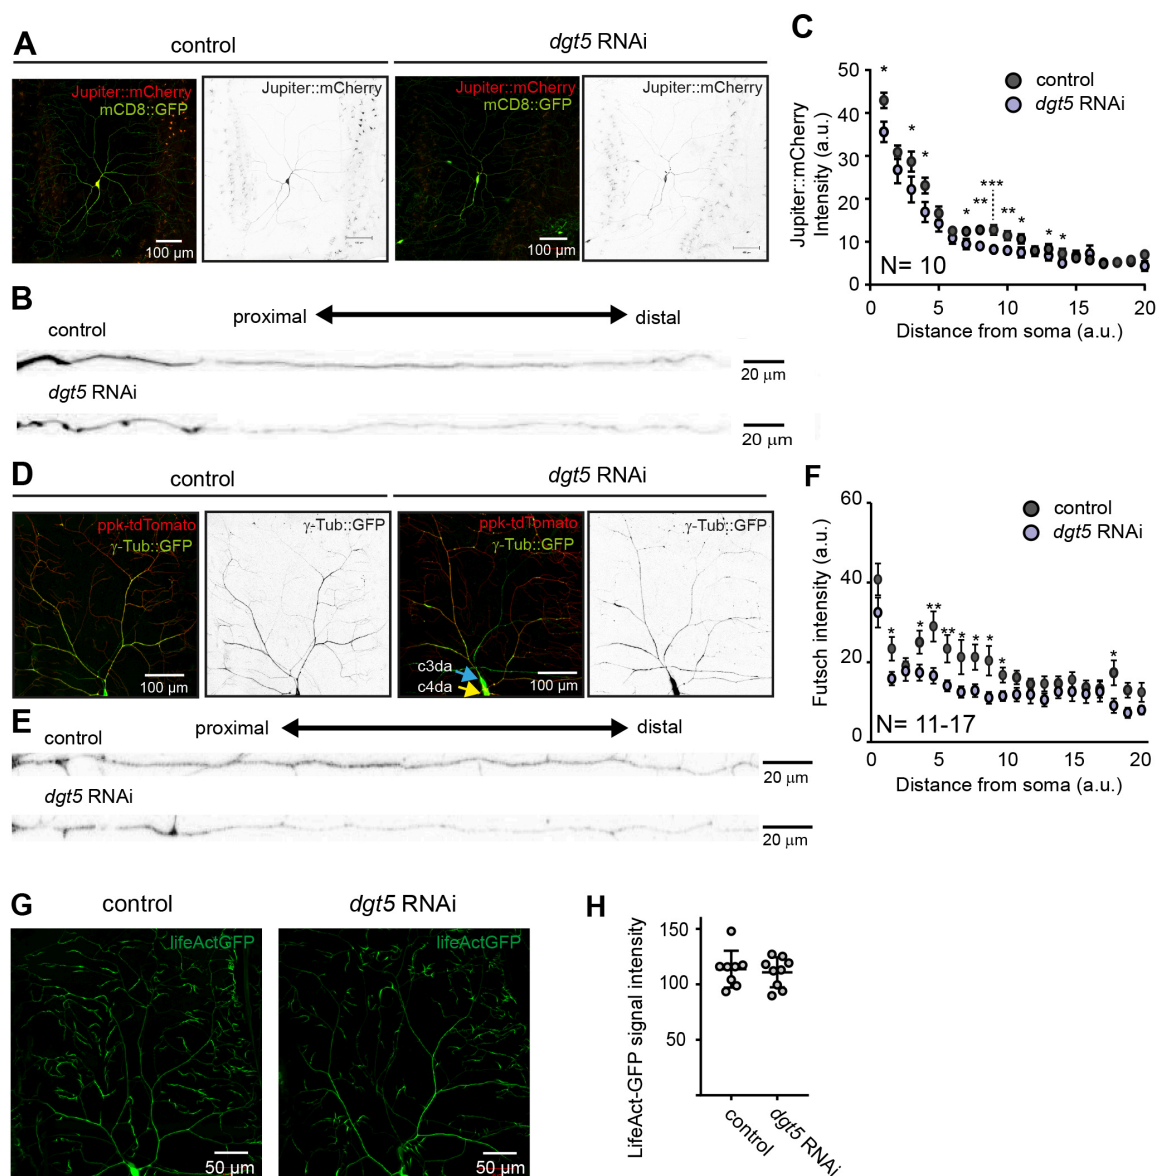 A
control
dgt5 RNAi
Jupiter::mCherry
mCD8::GFP
100 µm
Jupiter::mCherry
Jupiter::mCherry
mCD8::GFP
100 µm
Jupiter::mCherry
B
proximal
distal
control
20 µm
dgt5 RNAi
20 µm
C
Jupiter::mCherry
Intensity (a.u.)
50
40
30
20
10
0
*
*
*
*
**
***
**
*
*
*
control
dgt5 RNAi
N= 10
0 5 10 15 20
Distance from soma (a.u.)
D
control
dgt5 RNAi
ppk-tdTomato
γ-Tub::GFP
100 µm
γ-Tub::GFP
ppk-tdTomato
γ-Tub::GFP
c3da
c4da
100 µm
γ-Tub::GFP
E
proximal
distal
control
20 µm
dgt5 RNAi
20 µm
F
Futsch intensity (a.u.)
60
40
20
0
*
*
**
**
*
*
*
*
*
control
dgt5 RNAi
N= 11-17
0 5 10 15 20
Distance from soma (a.u.)
G
control
dgt5 RNAi
lifeActGFP
50 µm
lifeActGFP
50 µm
H
LifeAct-GFP signal intensity
150
100
50
control
dgt5 RNAi